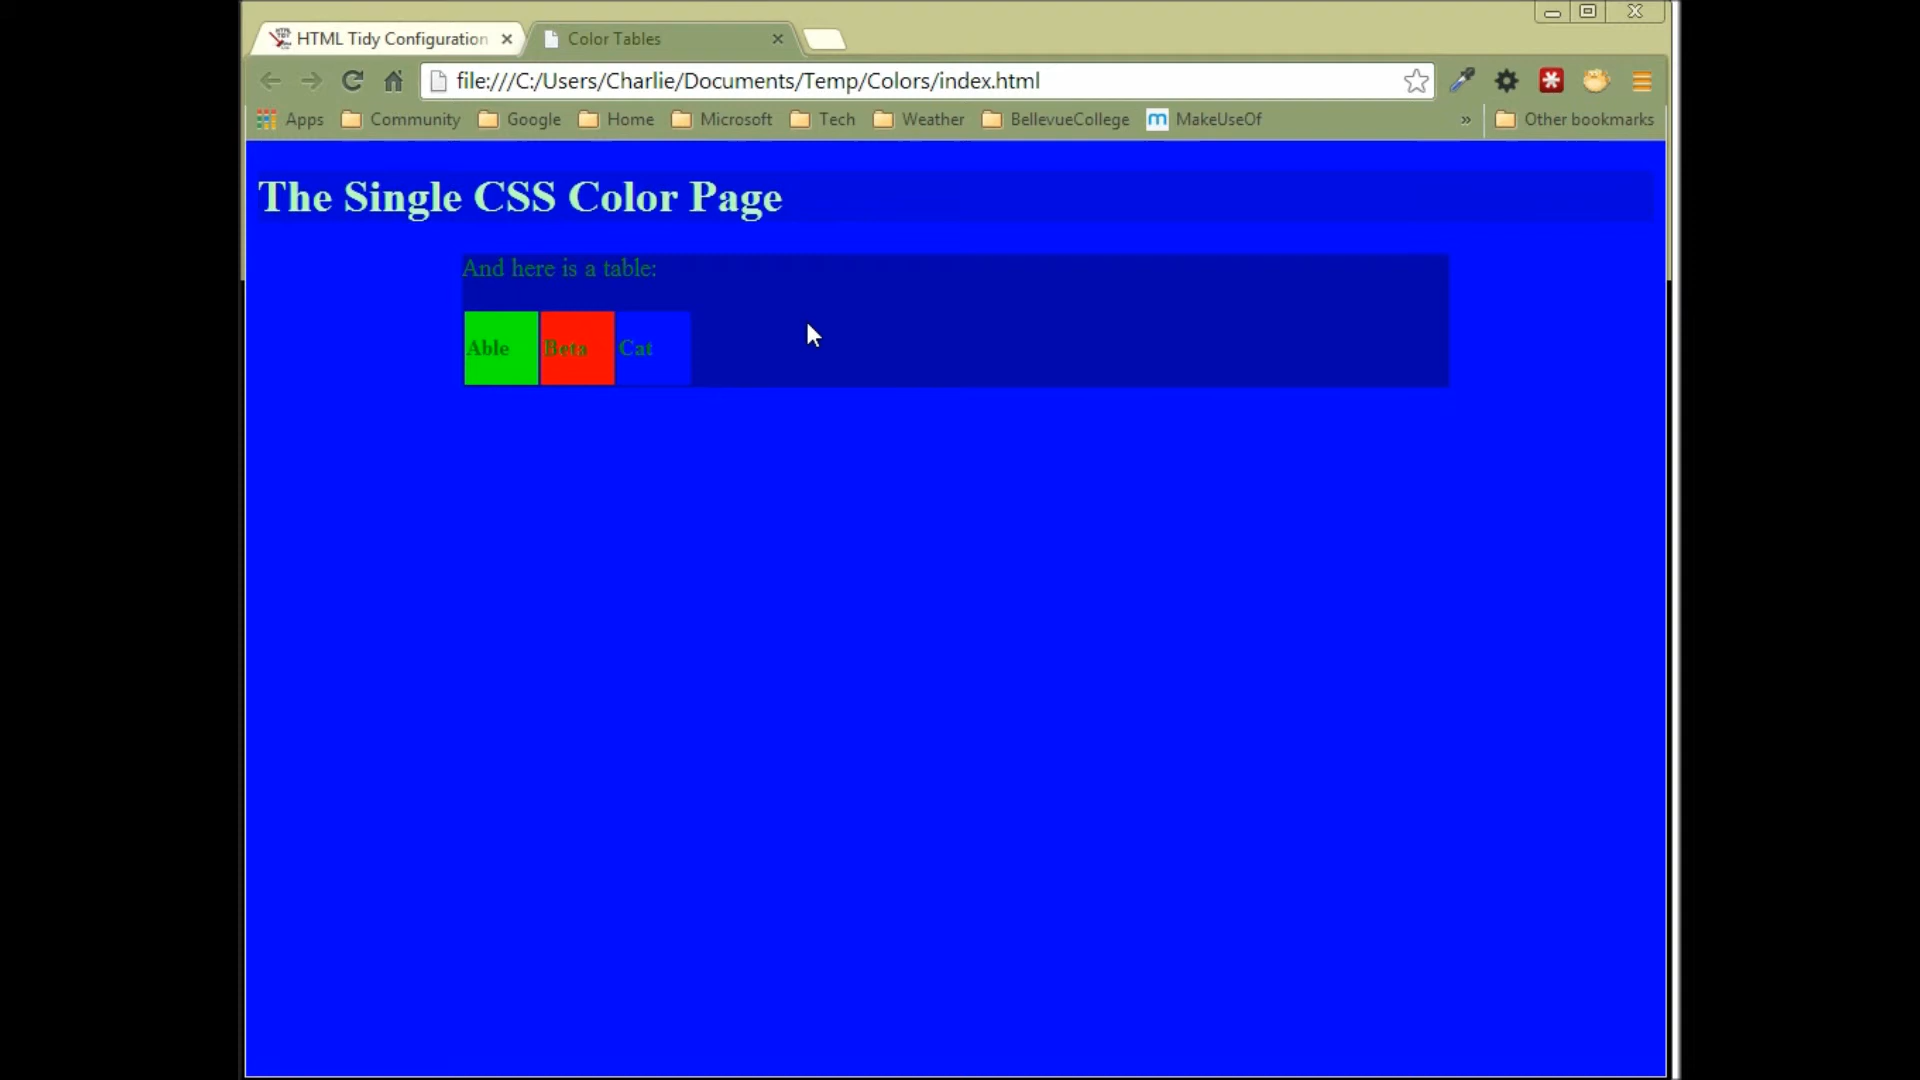 HTML Tidy Configuration
Color Tables
file:///C:/Users/Charlie/Documents/Temp/Colors/index.html
Apps Community Google Home Microsoft Tech Weather BellevueCollege MakeUseOf » Other bookmarks
The Single CSS Color Page
And here is a table:
Able Beta Cat